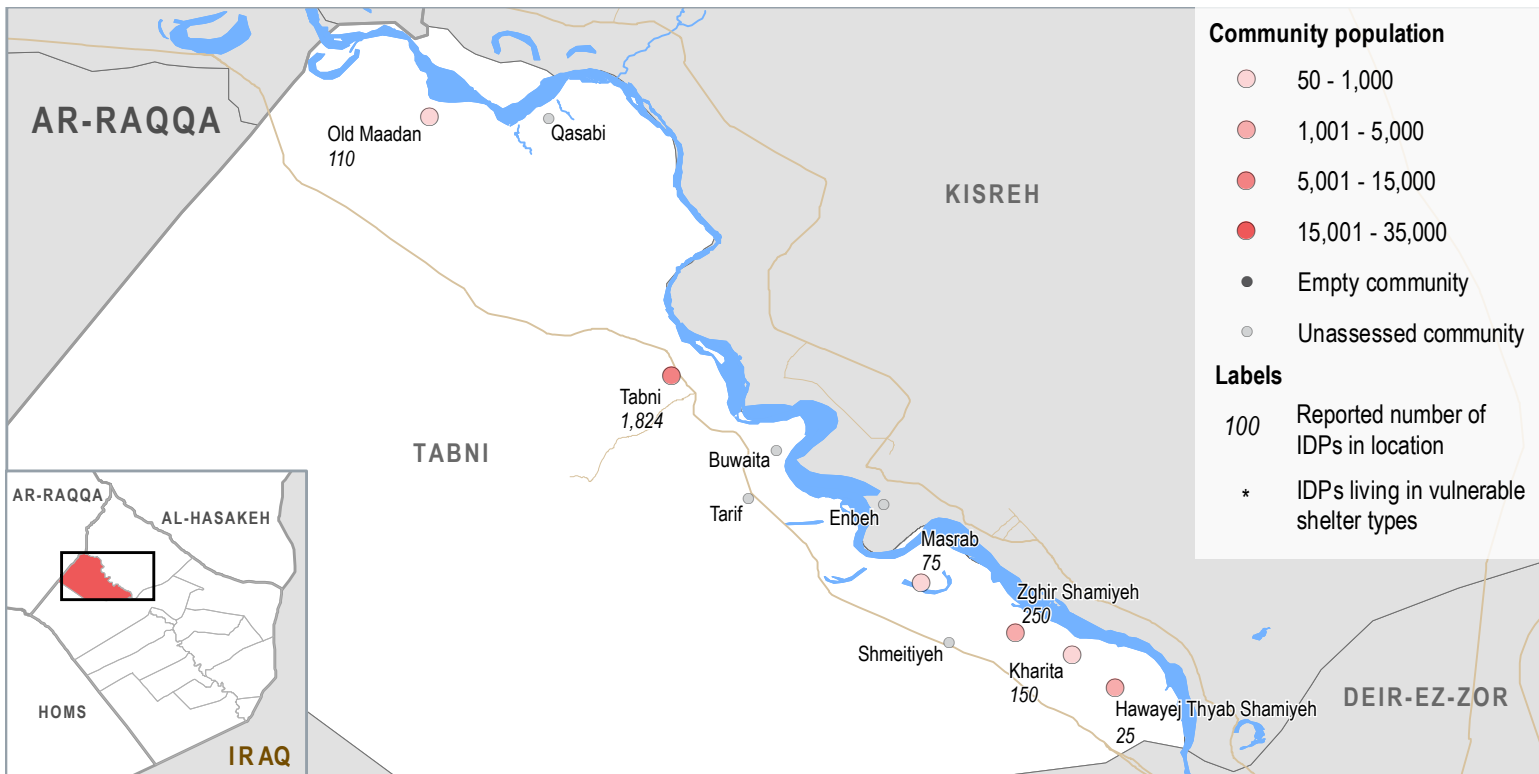 AR-RAQQA
Old Maadan
110
Qasabi
KISREH
Tabni
1,824
TABNI
Buwaita
Tarif
Enbeh
Masrab
75
Zghir Shamiyeh
250
Shmeitiyeh
Kharita
150
Hawayej Thyab Shamiyeh
25
DEIR-EZ-ZOR
AR-RAQQA
AL-HASAKEH
HOMS
IRAQ
Community population
50 - 1,000
1,001 - 5,000
5,001 - 15,000
15,001 - 35,000
Empty community
Unassessed community
Labels
100
Reported number of
IDPs in location
*
IDPs living in vulnerable
shelter types